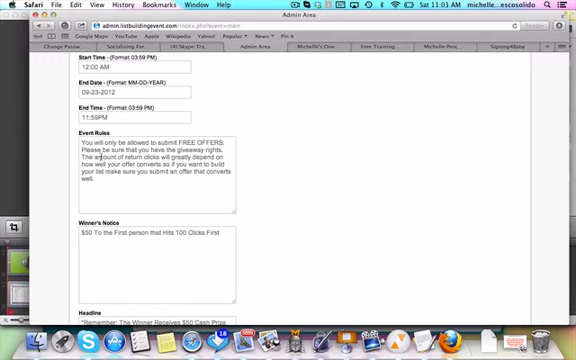 Safari File Edit View History Bookmarks Window Help
Sat 11:03 AM michelle escosolido
Admin Area
admin.listbuildingevent.com/index.php?event=main
Reader
Apple Yahoo! YouTube Wikipedia Popular News Pin It
Change Passw... Socializing For (4) Skype Tra... Admin Area Michelle's One... Free Training... Michelle Pesc Signing4Baby
Start Time - (Format: 03:59 PM)
12:00 AM
End Date - (Format: MM-DD-YEAR)
09-23-2012
End Time - (Format: 03:59 PM)
11:59PM
Event Rules
You will only be allowed to submit FREE OFFERS.
Please be sure that you have the giveaway rights.
The amount of return clicks will greatly depend on
how well your offer converts so if you want to build
your list make sure you submit an offer that converts
well.
Winner's Notice
$50 To the First person that Hits 100 Clicks First
Headline
"Remember: The Winner Receives $50 Cash Prize
18